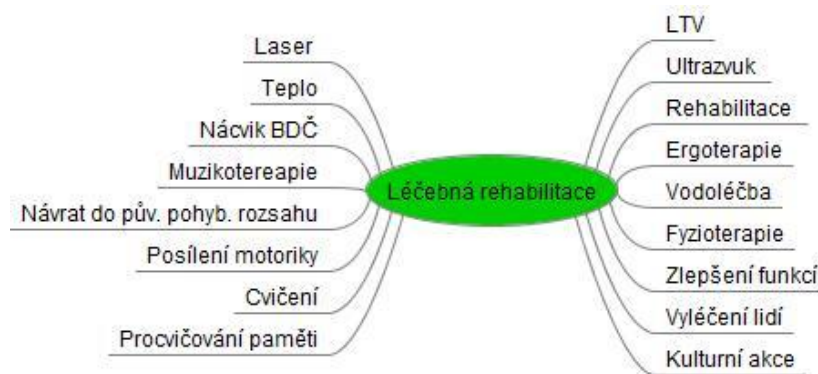 Laser
Teplo
Nácvik BDČ
Muzikotereapie
Návrat do pův. pohyb. rozsahu
Posílení motoriky
Cvičení
Procvičování paměti
Léčebná rehabilitace
LTV
Ultrazvuk
Rehabilitace
Ergoterapie
Vodoléčba
Fyzioterapie
Zlepšení funkcí
Vyléčení lidí
Kulturní akce